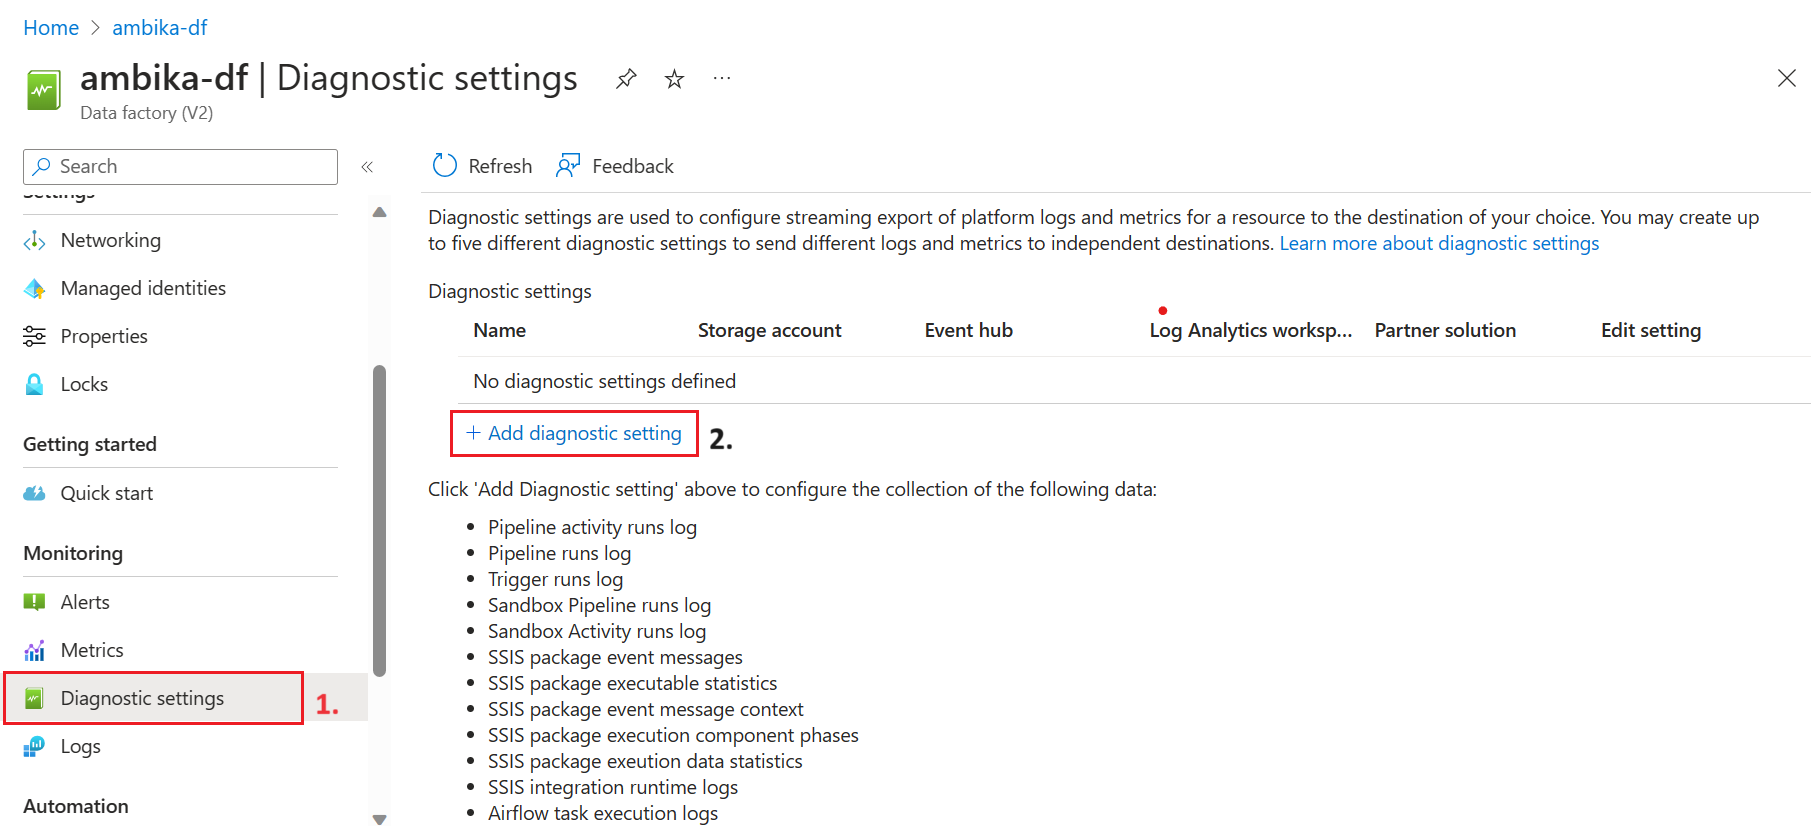 Home > ambika-df
ambika-df | Diagnostic settings ...
Data factory (V2)
Search «
Settings
Networking
Managed identities
Properties
Locks
Getting started
Quick start
Monitoring
Alerts
Metrics
Diagnostic settings 1.
Logs
Automation
Refresh Feedback
Diagnostic settings are used to configure streaming export of platform logs and metrics for a resource to the destination of your choice. You may create up
to five different diagnostic settings to send different logs and metrics to independent destinations. Learn more about diagnostic settings
Diagnostic settings
Name Storage account Event hub Log Analytics worksp... Partner solution Edit setting
No diagnostic settings defined
+ Add diagnostic setting 2.
Click 'Add Diagnostic setting' above to configure the collection of the following data:
• Pipeline activity runs log
• Pipeline runs log
• Trigger runs log
• Sandbox Pipeline runs log
• Sandbox Activity runs log
• SSIS package event messages
• SSIS package executable statistics
• SSIS package event message context
• SSIS package execution component phases
• SSIS package exeution data statistics
• SSIS integration runtime logs
• Airflow task execution logs